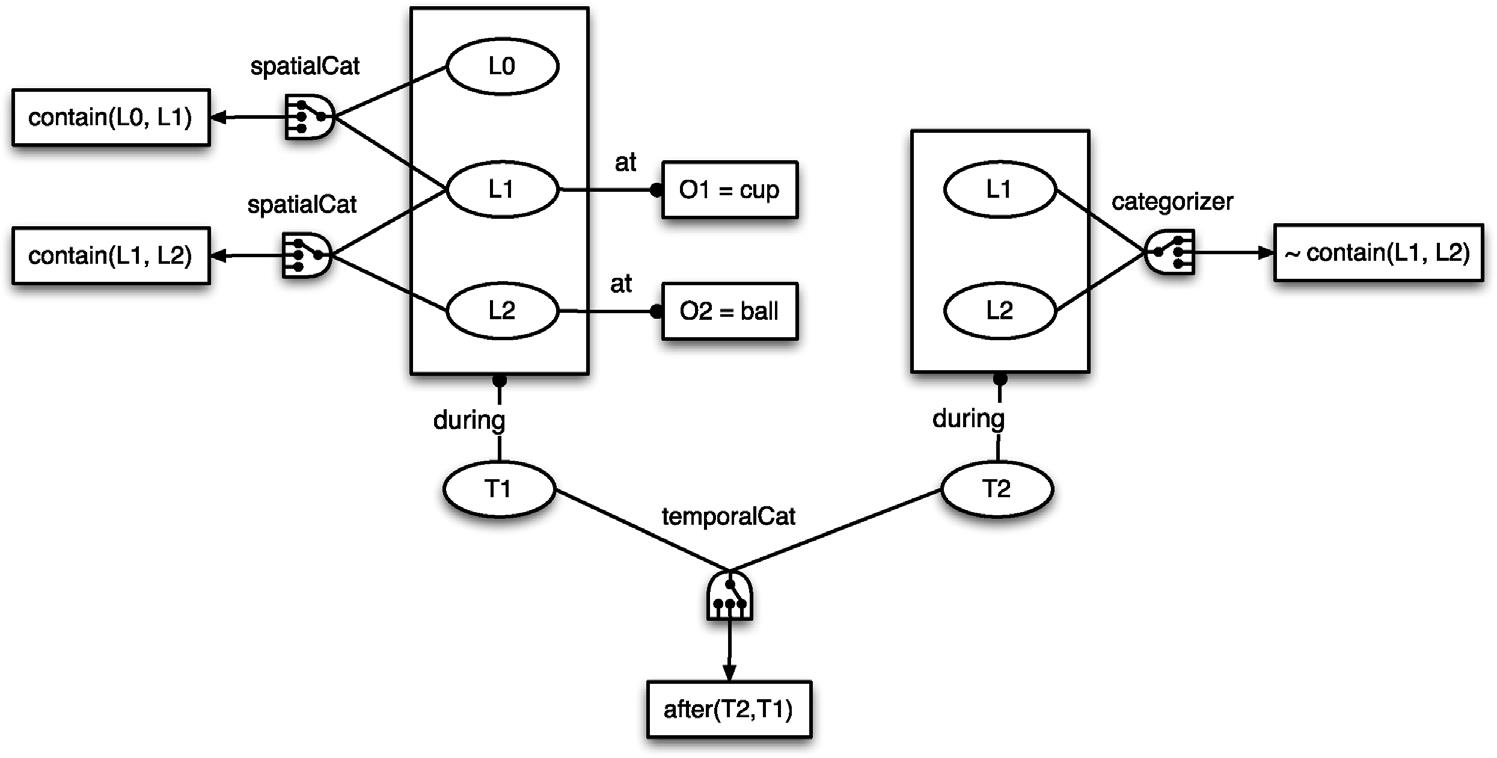 spatialCat
L0
contain(L0, L1)
at
L1
O1 = cup
spatialCat
contain(L1, L2)
at
L2
O2 = ball
L1
categorizer
~ contain(L1, L2)
L2
during
during
T1
T2
temporalCat
after(T2,T1)